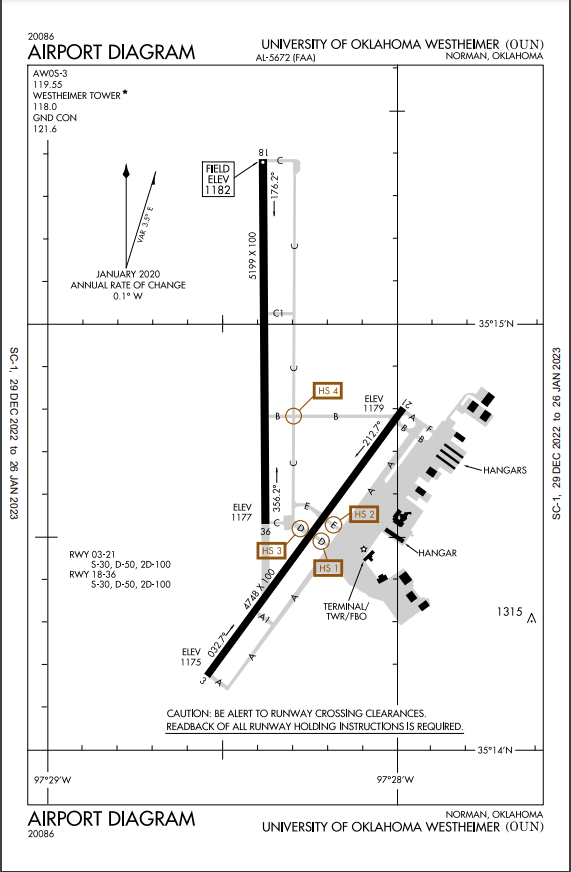 20086
AIRPORT DIAGRAM
UNIVERSITY OF OKLAHOMA WESTHEIMER (OUN)
AL-5672 (FAA)
NORMAN, OKLAHOMA
AWOS-3
119.55
WESTHEIMER TOWER*
118.0
GND CON
121.6
18
C
FIELD
ELEV
1182
176.2°
VAR 3.5° E
5199 X 100
C
JANUARY 2020
ANNUAL RATE OF CHANGE
0.1° W
C1
35°15'N
C
HS 4
ELEV
1179
21
B
B
A
F
B
B
212.7°
C
A
A
HANGARS
356.2°
ELEV
1177
E
HS 2
C
D
E
36
HS 3
D
HS 1
HANGAR
RWY 03-21
S-30, D-50, 2D-100
RWY 18-36
S-30, D-50, 2D-100
4748 X 100
A
TERMINAL/
TWR/FBO
1315
A1
032.7°
ELEV
1175
A
3
A
CAUTION: BE ALERT TO RUNWAY CROSSING CLEARANCES.
READBACK OF ALL RUNWAY HOLDING INSTRUCTIONS IS REQUIRED.
35°14'N
97°29'W
97°28'W
AIRPORT DIAGRAM
20086
NORMAN, OKLAHOMA
UNIVERSITY OF OKLAHOMA WESTHEIMER (OUN)
SC-1, 29 DEC 2022 to 26 JAN 2023
SC-1, 29 DEC 2022 to 26 JAN 2023